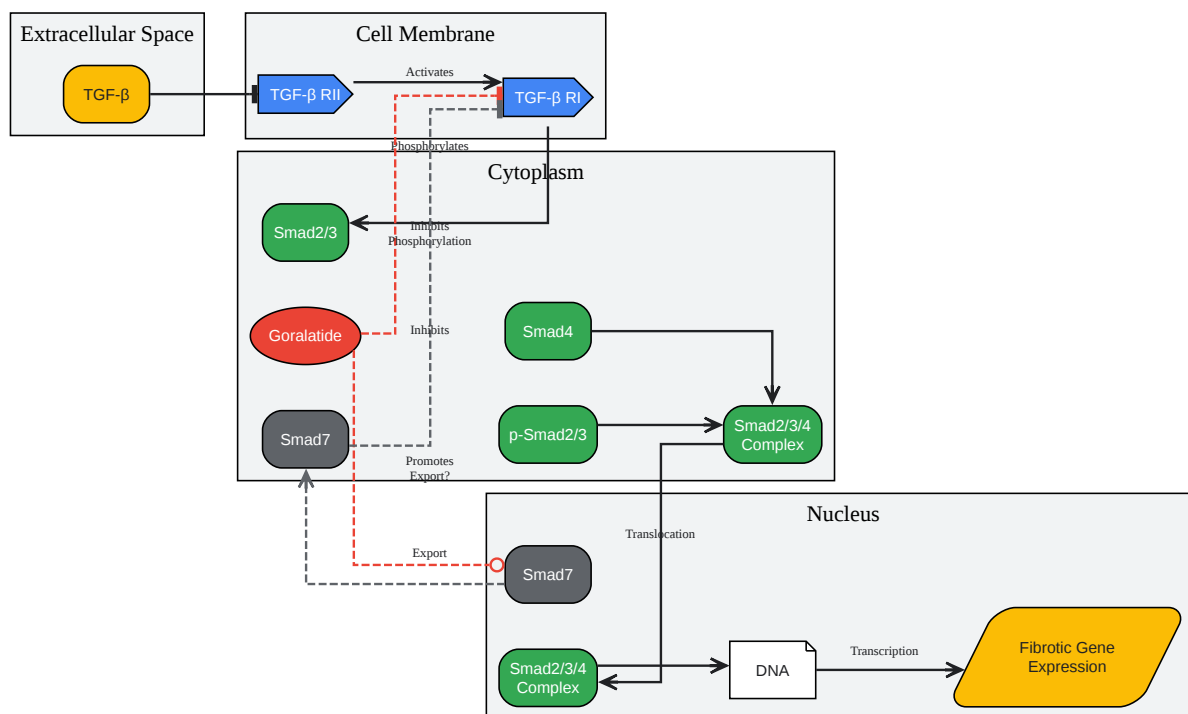 Extracellular Space
Cell Membrane
TGF-β
TGF-β RII
Activates
TGF-β RI
Phosphorylates
Cytoplasm
Smad2/3
Inhibits
Phosphorylation
Goralatide
Inhibits
Smad4
Smad7
p-Smad2/3
Smad2/3/4
Complex
Promotes
Export?
Nucleus
Translocation
Export
Smad7
Smad2/3/4
Complex
DNA
Transcription
Fibrotic Gene
Expression